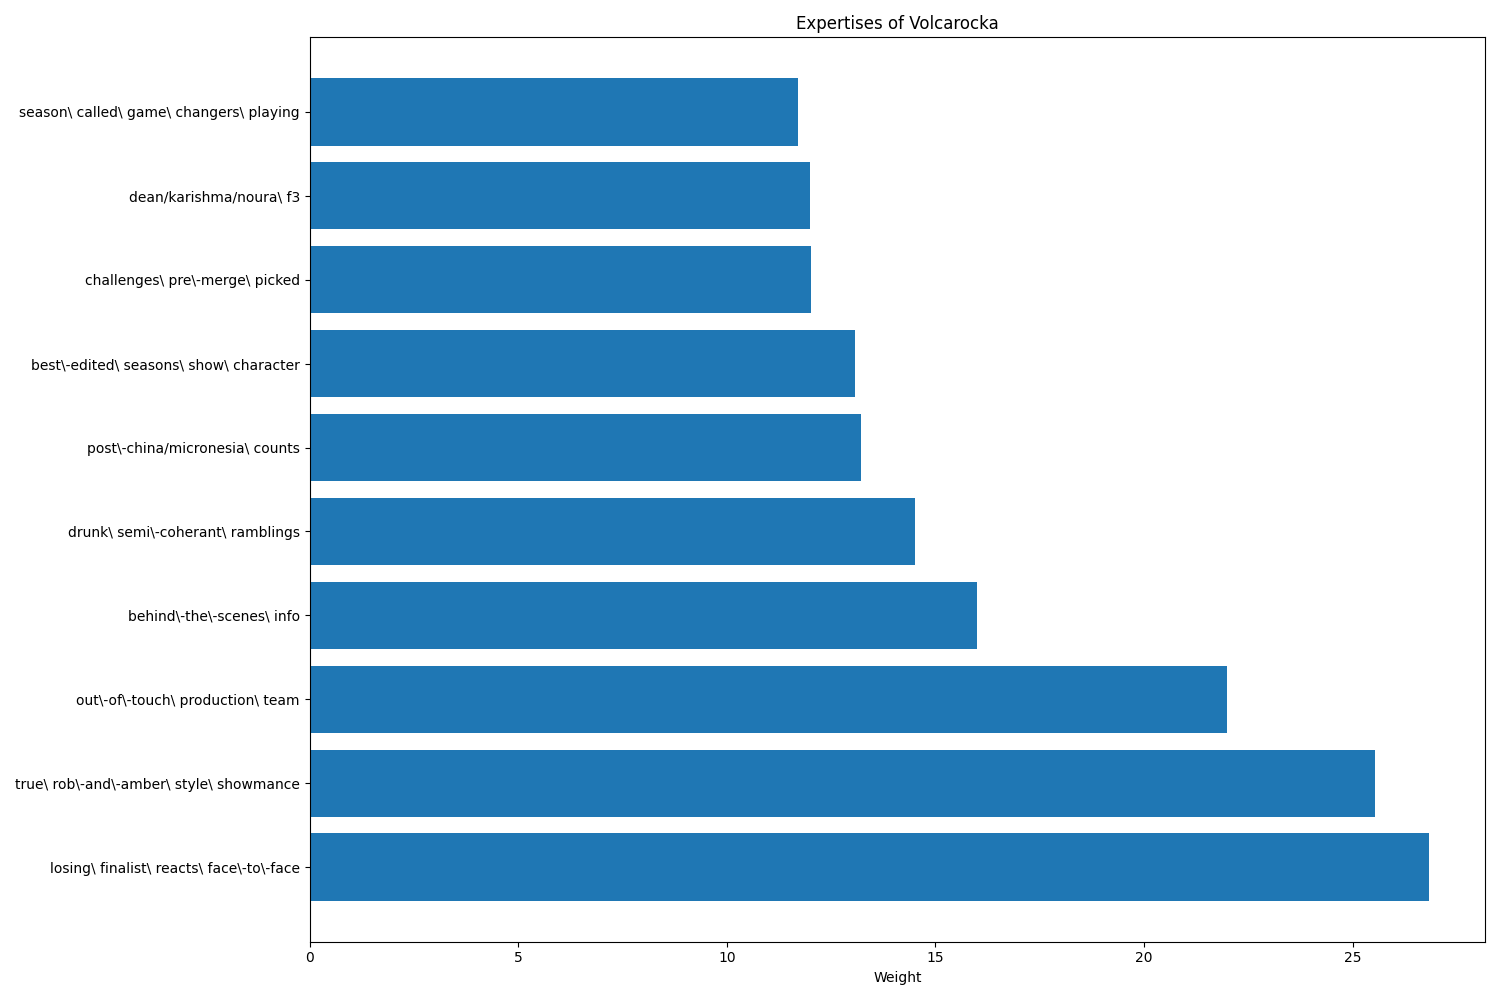 Expertises of Volcarocka
season\ called\ game\ changers\ playing
dean/karishma/noura\ f3
challenges\ pre\-merge\ picked
best\-edited\ seasons\ show\ character
post\-china/micronesia\ counts
drunk\ semi\-coherant\ ramblings
behind\-the\-scenes\ info
out\-of\-touch\ production\ team
true\ rob\-and\-amber\ style\ showmance
losing\ finalist\ reacts\ face\-to\-face
0 5 10 15 20 25
Weight